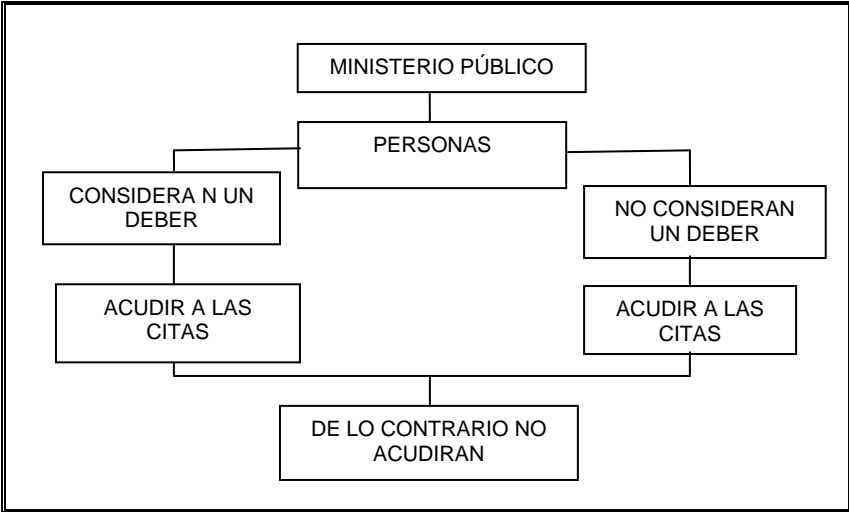 MINISTERIO PÚBLICO
PERSONAS
CONSIDERA N UN
DEBER
NO CONSIDERAN
UN DEBER
ACUDIR A LAS
CITAS
ACUDIR A LAS
CITAS
DE LO CONTRARIO NO
ACUDIRAN